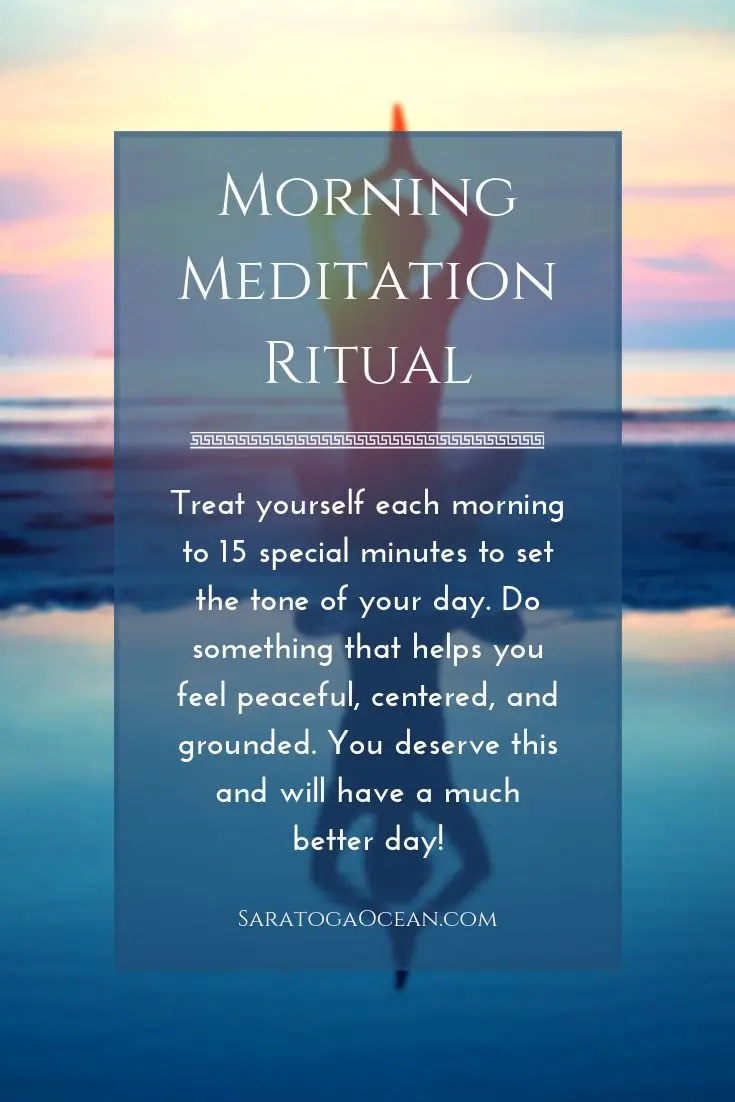 Morning
Meditation
Ritual
Treat yourself each morning
to 15 special minutes to set
the tone of your day. Do
something that helps you
feel peaceful, centered, and
grounded. You deserve this
and will have a much
better day!
SaratogaOcean.com